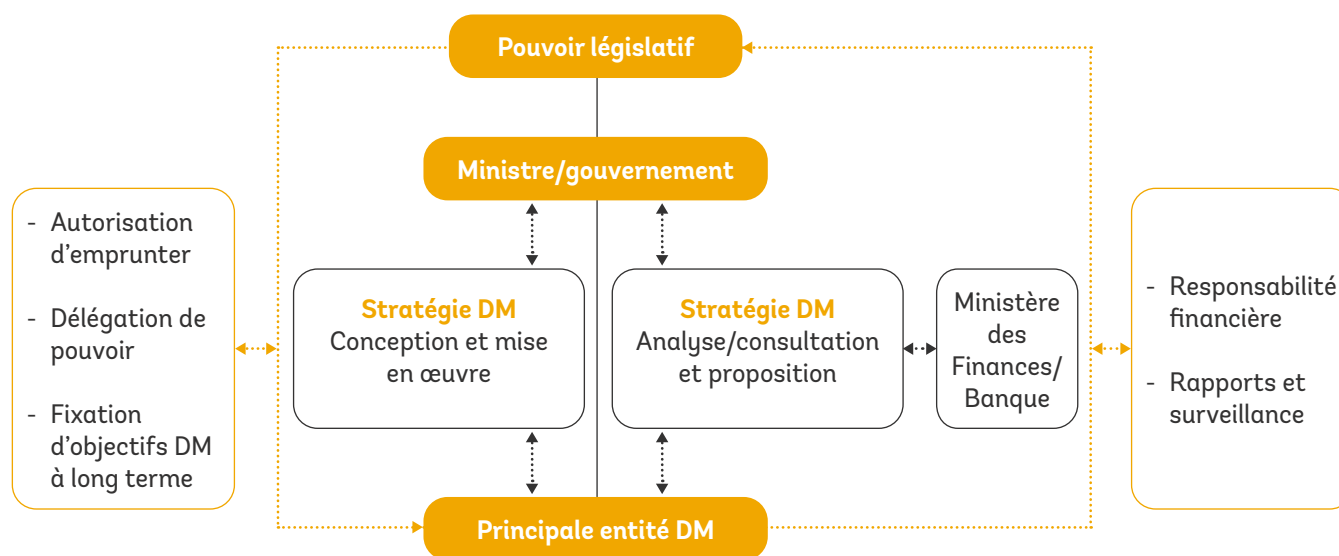 Pouvoir législatif
Ministre/gouvernement
- Autorisation
d'emprunter
- Délégation de
pouvoir
- Fixation
d'objectifs DM
à long terme
Stratégie DM
Conception et mise
en œuvre
Stratégie DM
Analyse/consultation
et proposition
Ministère
des
Finances/
Banque
- Responsabilité
financière
- Rapports et
surveillance
Principale entité DM